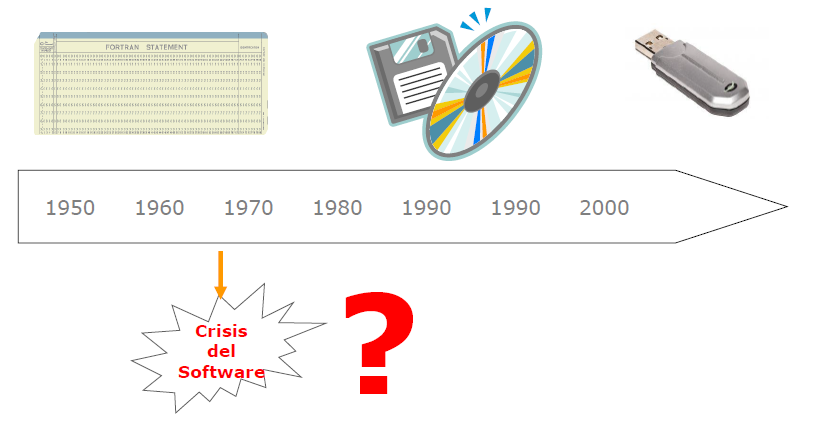 FORTRAN STATEMENT
1950 1960 1970 1980 1990 1990 2000
Crisis
del
Software
?